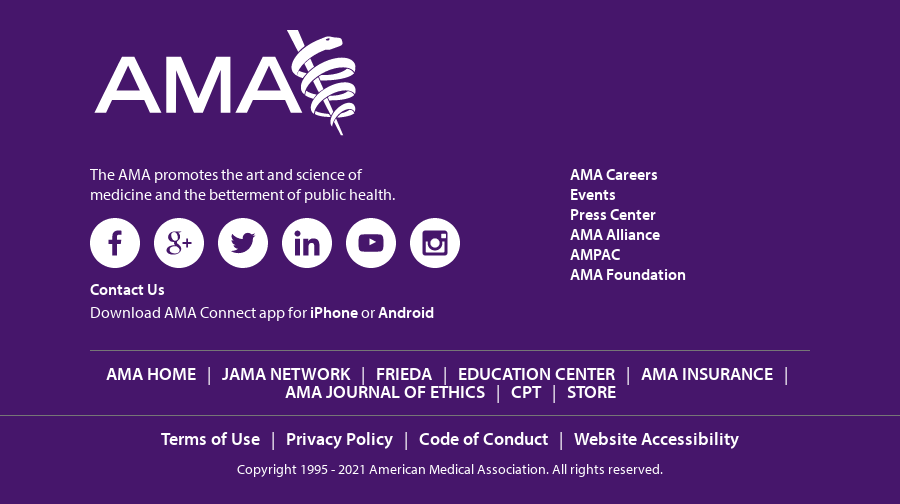 AMA
The AMA promotes the art and science of
medicine and the betterment of public health.
Contact Us
Download AMA Connect app for iPhone or Android
AMA Careers
Events
Press Center
AMA Alliance
AMPAC
AMA Foundation
AMA HOME | JAMA NETWORK | FRIEDA | EDUCATION CENTER | AMA INSURANCE |
AMA JOURNAL OF ETHICS | CPT | STORE
Terms of Use | Privacy Policy | Code of Conduct | Website Accessibility
Copyright 1995 - 2021 American Medical Association. All rights reserved.